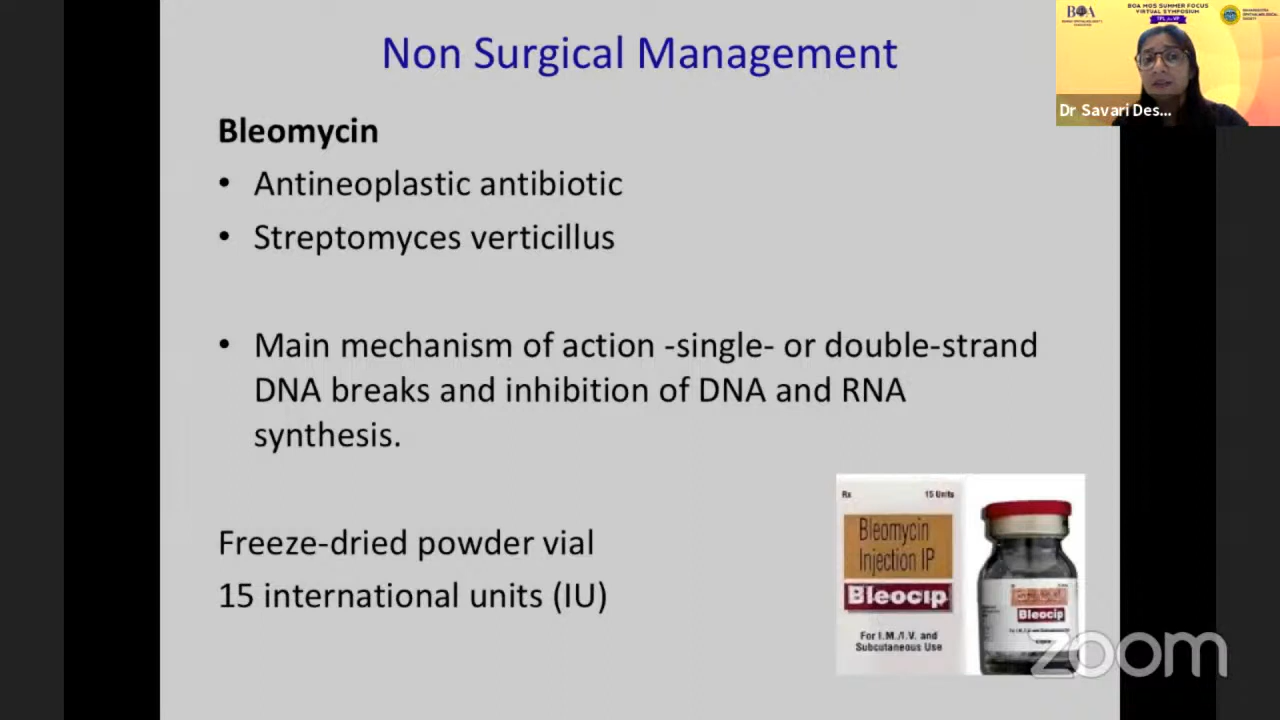 Non Surgical Management
BOA MOS SUMMER FOCUS
VIRTUAL SYMPOSIUM
BOA
Dr Savari Des...
Bleomycin
• Antineoplastic antibiotic
• Streptomyces verticillus
• Main mechanism of action -single- or double-strand
DNA breaks and inhibition of DNA and RNA
synthesis.
Freeze-dried powder vial
15 international units (IU)
Rx 15 Units
Bleomycin
Injection IP
Bleocip
For I.M./I.V. and
Subcutaneous Use
Bleocip
zoom